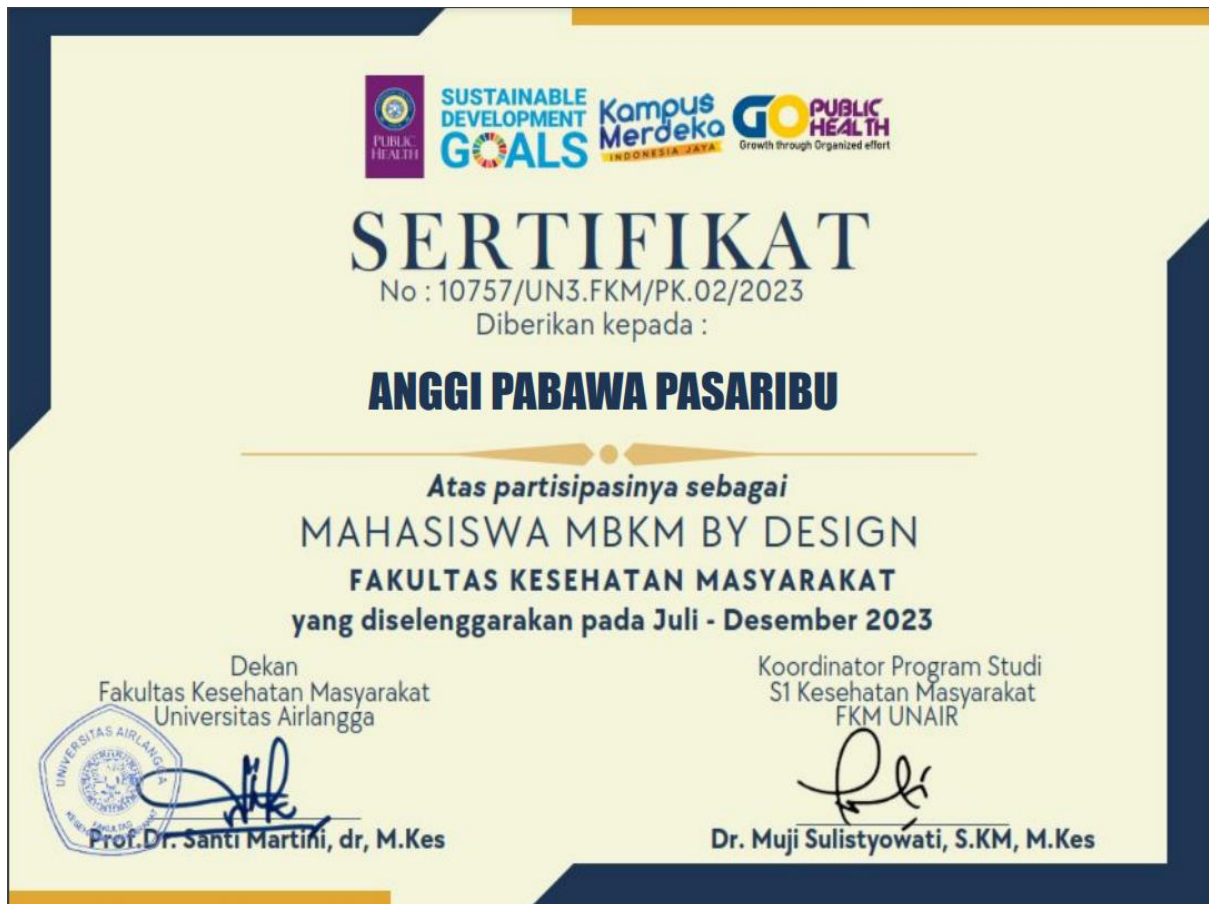 PUBLIC
HEALTH
SUSTAINABLE
DEVELOPMENT
GOALS
Kampus
Merdeka
INDONESIA JAYA
GO PUBLIC
HEALTH
Growth through Organized effort
SERTIFIKAT
No : 10757/UN3.FKM/PK.02/2023
Diberikan kepada :
ANGGI PABAWA PASARIBU
Atas partisipasinya sebagai
MAHASISWA MBKM BY DESIGN
FAKULTAS KESEHATAN MASYARAKAT
yang diselenggarakan pada Juli - Desember 2023
Dekan
Fakultas Kesehatan Masyarakat
Universitas Airlangga
UNIVERSITAS AIRLANGGA
FAKULTAS
KESEHATAN MASYARAKAT
Prof.Dr. Santi Martini, dr, M.Kes
Koordinator Program Studi
S1 Kesehatan Masyarakat
FKM UNAIR
Dr. Muji Sulistyowati, S.KM, M.Kes